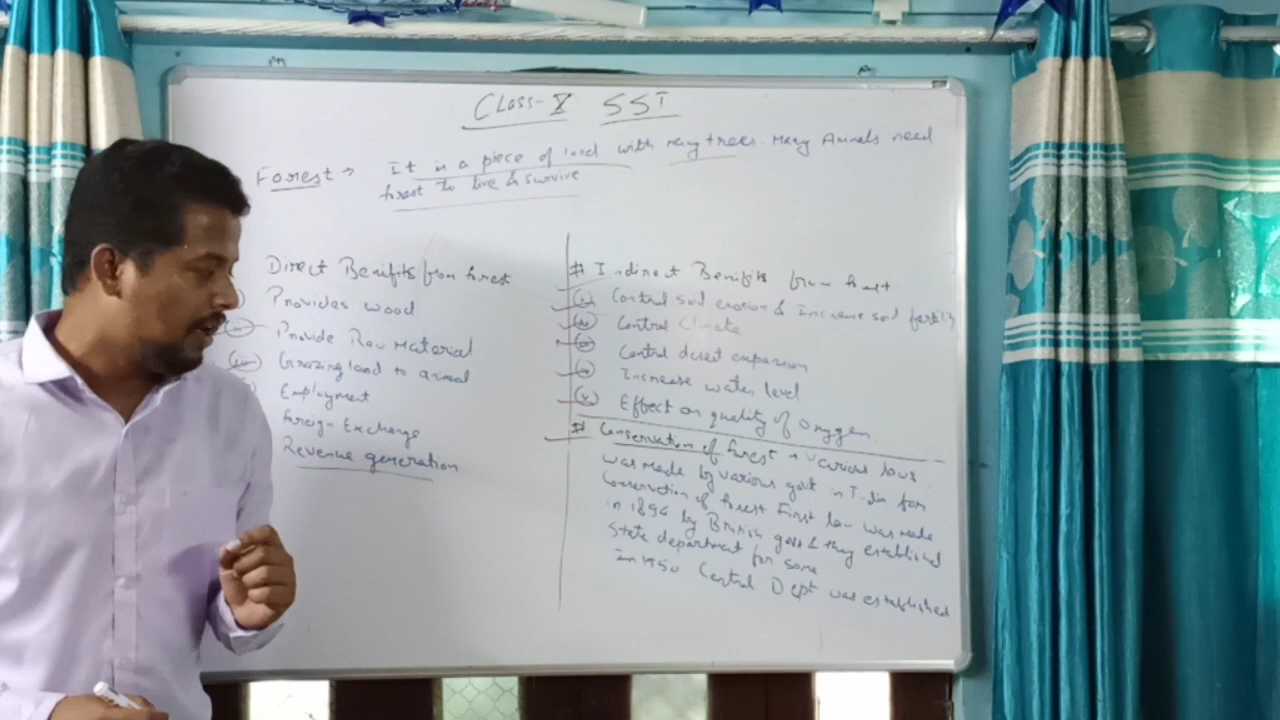 Class-X SST
Forest → It is a piece of land with many trees. Many Animals need
forest to live & survive
Direct Benifits from forest
Provides wood
Provide Raw Material
(iii) Grazing land to animal
Employment
Foreign Exchange
Revenue generation
# Indirect Benifits from forest
(i) Control soil erosion & Increase soil fertility
(ii) Control Climate
(iii) Control desert expansion
(iv) Increase water level
(v) Effect on quality of Oxygen
# Conservation of forest → Various laws
was made by various govt in India for
Conservation of forest First law was made
in 1894 by British govt & they established
State department for same
In 1950 Central Dept was established